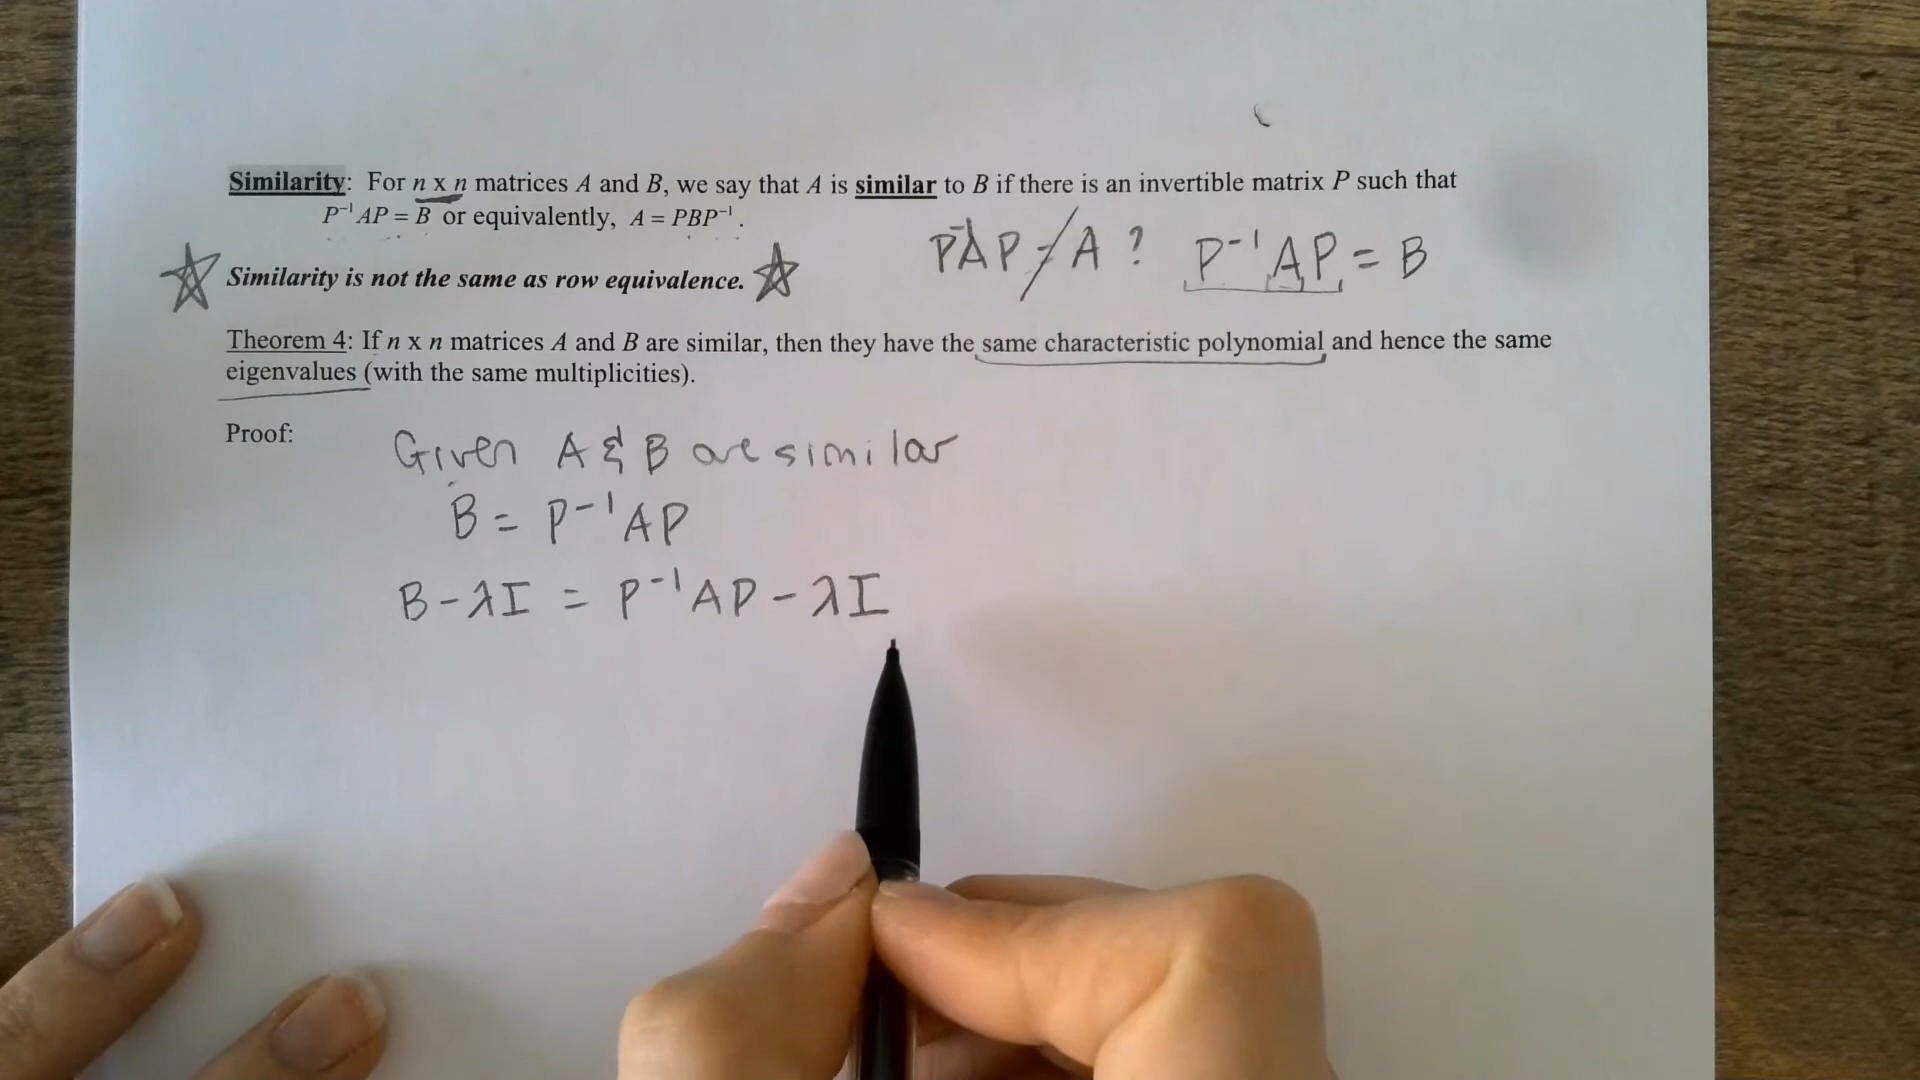 Similarity: For n x n matrices A and B, we say that A is similar to B if there is an invertible matrix P such that
P⁻¹AP = B or equivalently, A = PBP⁻¹.
P⁻¹AP ≠ A ? P⁻¹AP = B
Similarity is not the same as row equivalence.
Theorem 4: If n x n matrices A and B are similar, then they have the same characteristic polynomial and hence the same
eigenvalues (with the same multiplicities).
Proof: Given A & B are similar
B = P⁻¹AP
B - λI = P⁻¹AP - λI